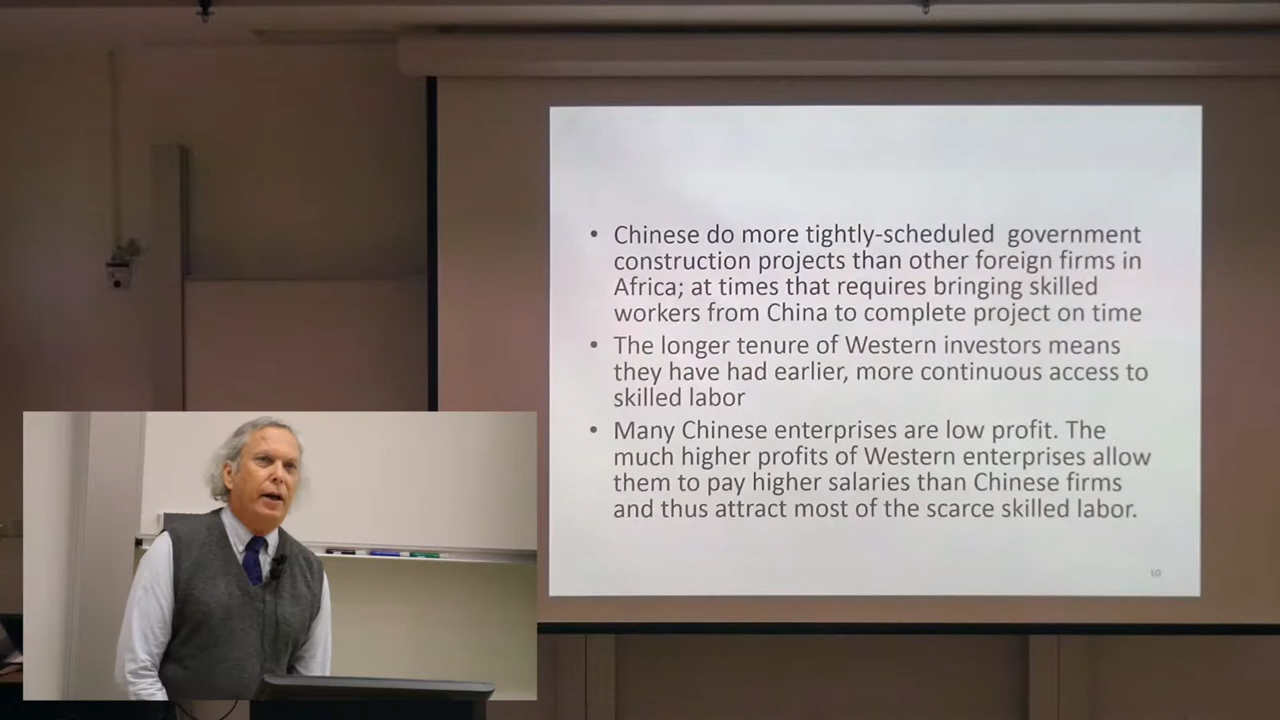 • Chinese do more tightly-scheduled government
construction projects than other foreign firms in
Africa; at times that requires bringing skilled
workers from China to complete project on time
• The longer tenure of Western investors means
they have had earlier, more continuous access to
skilled labor
• Many Chinese enterprises are low profit. The
much higher profits of Western enterprises allow
them to pay higher salaries than Chinese firms
and thus attract most of the scarce skilled labor.
10